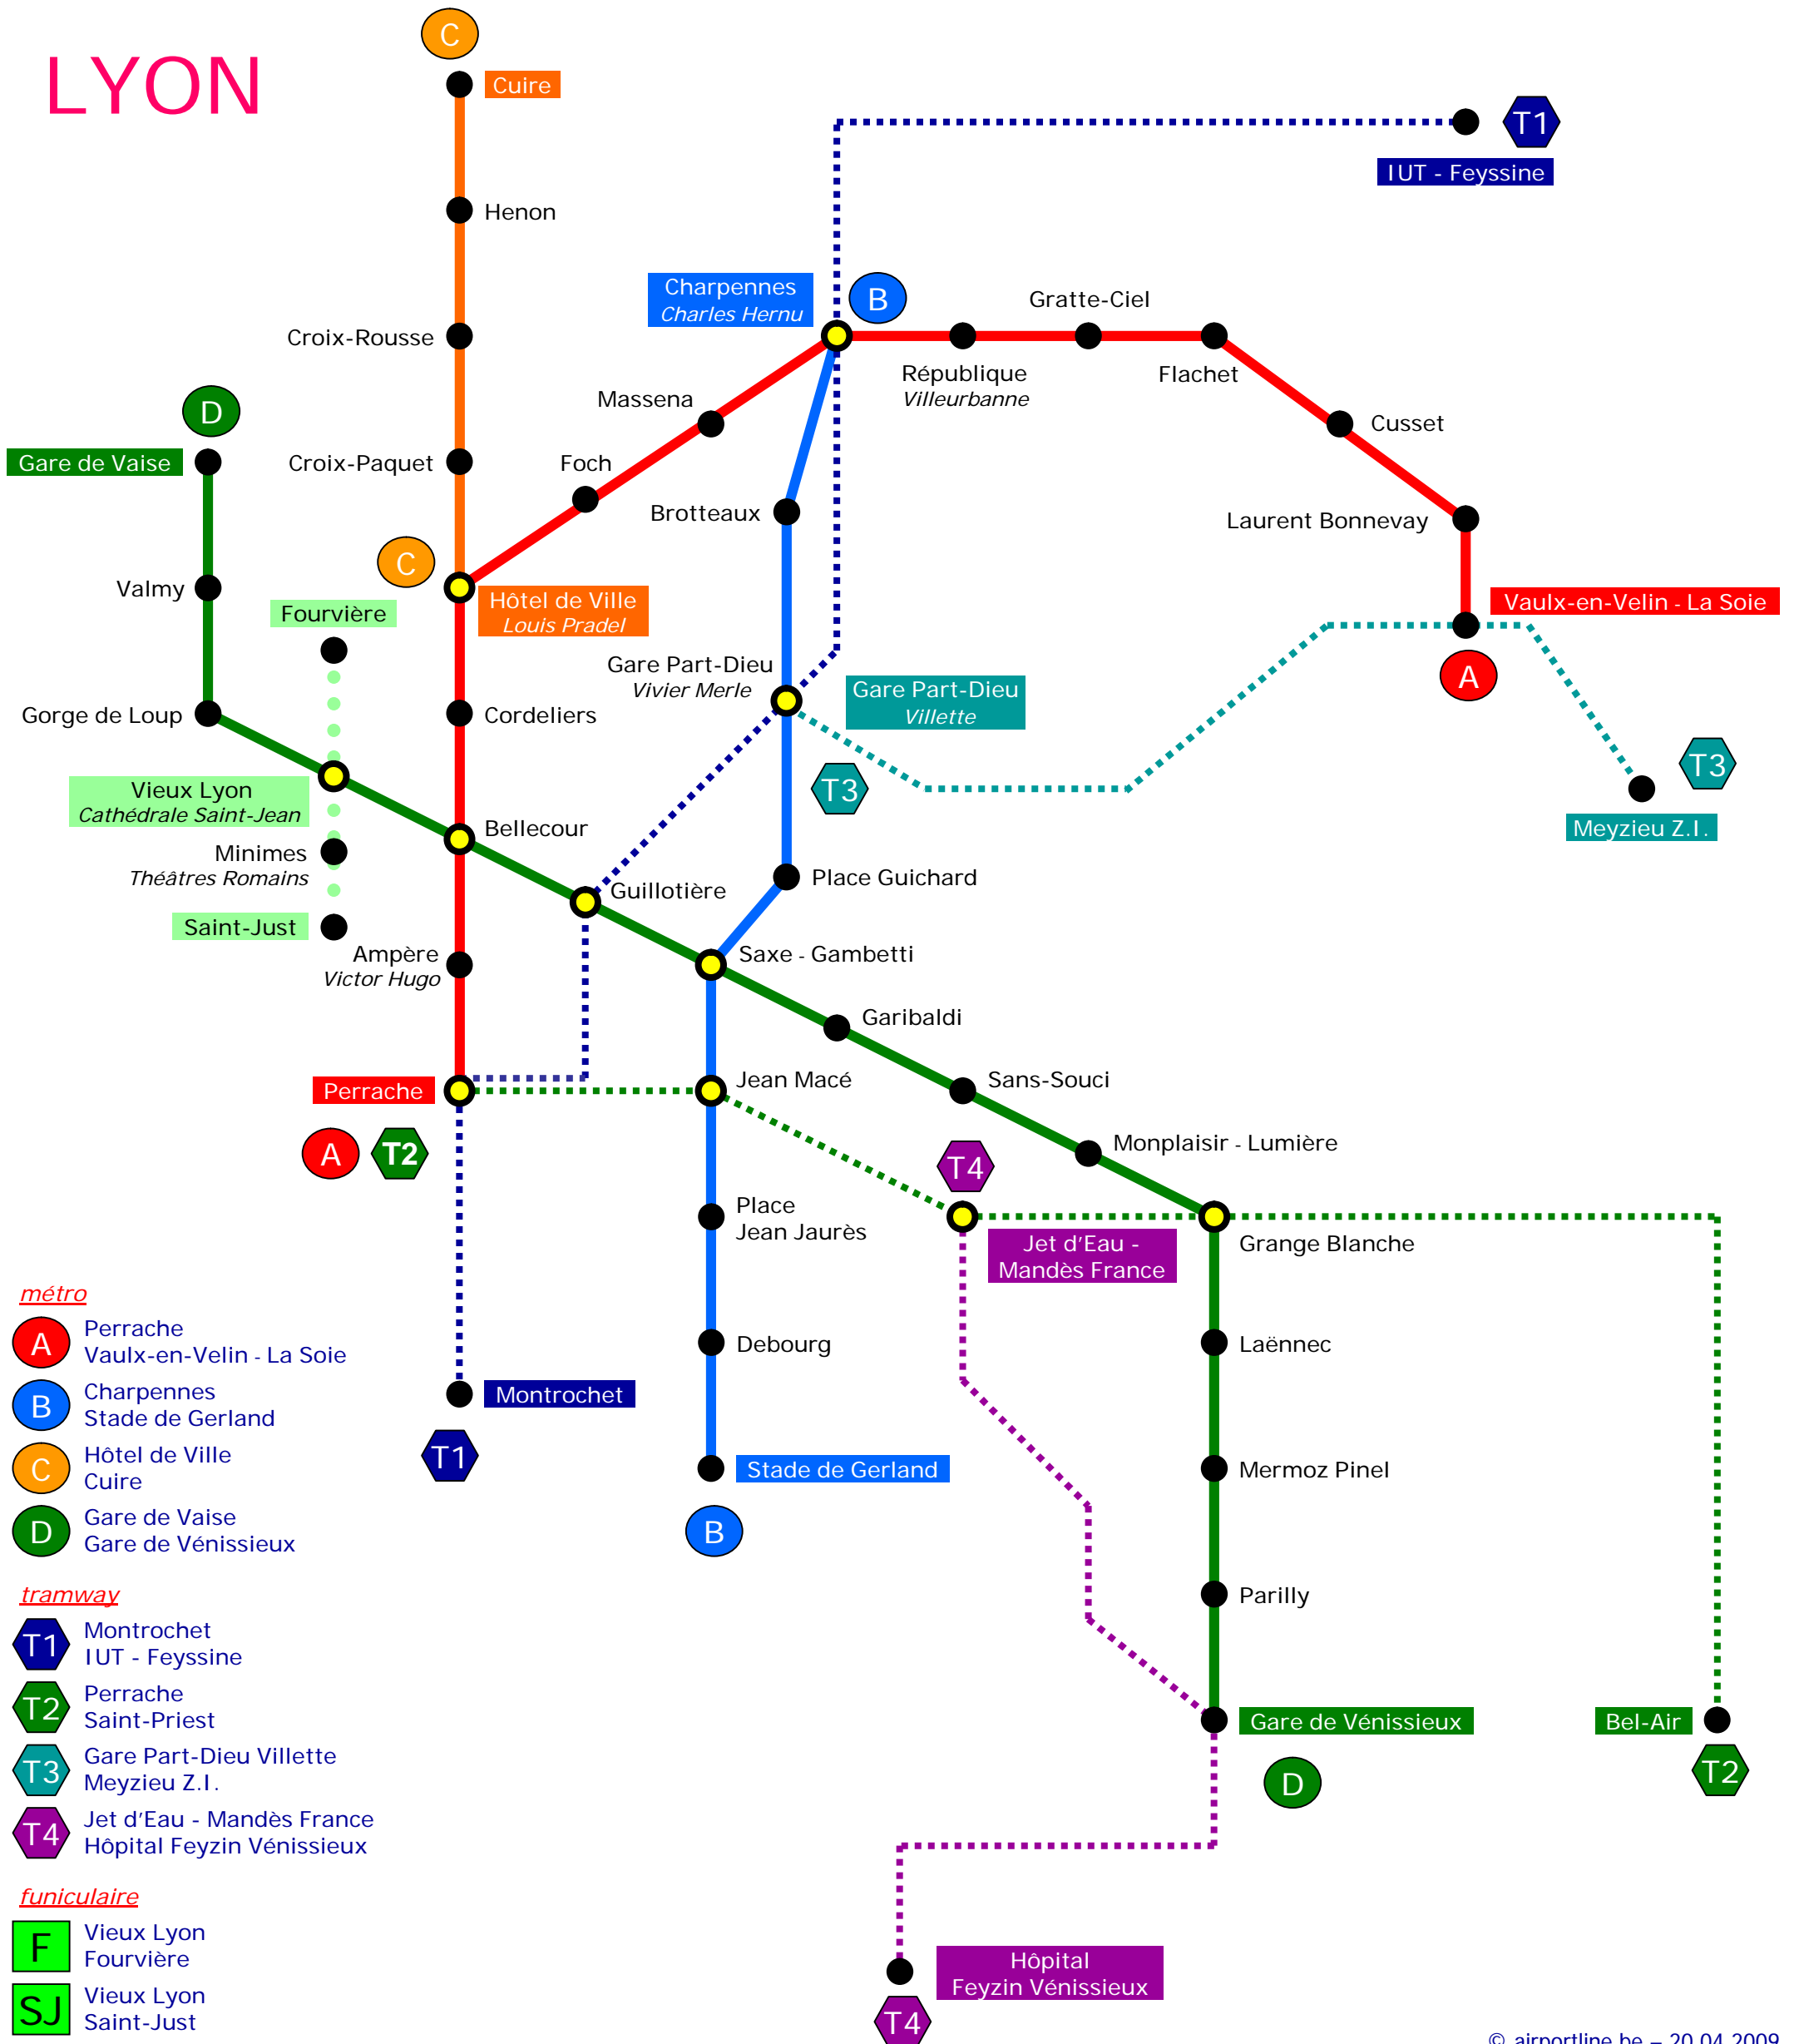 LYON
C
Cuire
T1
IUT - Feyssine
Henon
Charpennes
Charles Hernu
B
Gratte-Ciel
Croix-Rousse
République
Villeurbanne
Flachet
Massena
D
Cusset
Gare de Vaise
Croix-Paquet
Foch
Brotteaux
Laurent Bonnevay
C
Valmy
Fourvière
Hôtel de Ville
Louis Pradel
Vaulx-en-Velin - La Soie
Gare Part-Dieu
Vivier Merle
Gare Part-Dieu
Villette
A
Gorge de Loup
Cordeliers
T3
T3
Vieux Lyon
Cathédrale Saint-Jean
Bellecour
Meyzieu Z.I.
Minimes
Théâtres Romains
Guillotière
Place Guichard
Saint-Just
Ampère
Victor Hugo
Saxe - Gambetti
Garibaldi
Perrache
Jean Macé
Sans-Souci
A
T2
Monplaisir - Lumière
T4
Place
Jean Jaurès
Jet d'Eau -
Mandès France
Grange Blanche
Debourg
Laënnec
Montrochet
T1
Stade de Gerland
Mermoz Pinel
B
Parilly
Gare de Vénissieux
Bel-Air
D
T2
Hôpital
Feyzin Vénissieux
T4
métro
A
Perrache
Vaulx-en-Velin - La Soie
B
Charpennes
Stade de Gerland
C
Hôtel de Ville
Cuire
D
Gare de Vaise
Gare de Vénissieux
tramway
T1
Montrochet
IUT - Feyssine
T2
Perrache
Saint-Priest
T3
Gare Part-Dieu Villette
Meyzieu Z.I.
T4
Jet d'Eau - Mandès France
Hôpital Feyzin Vénissieux
funiculaire
F
Vieux Lyon
Fourvière
SJ
Vieux Lyon
Saint-Just
© airportline.be – 20.04.2009